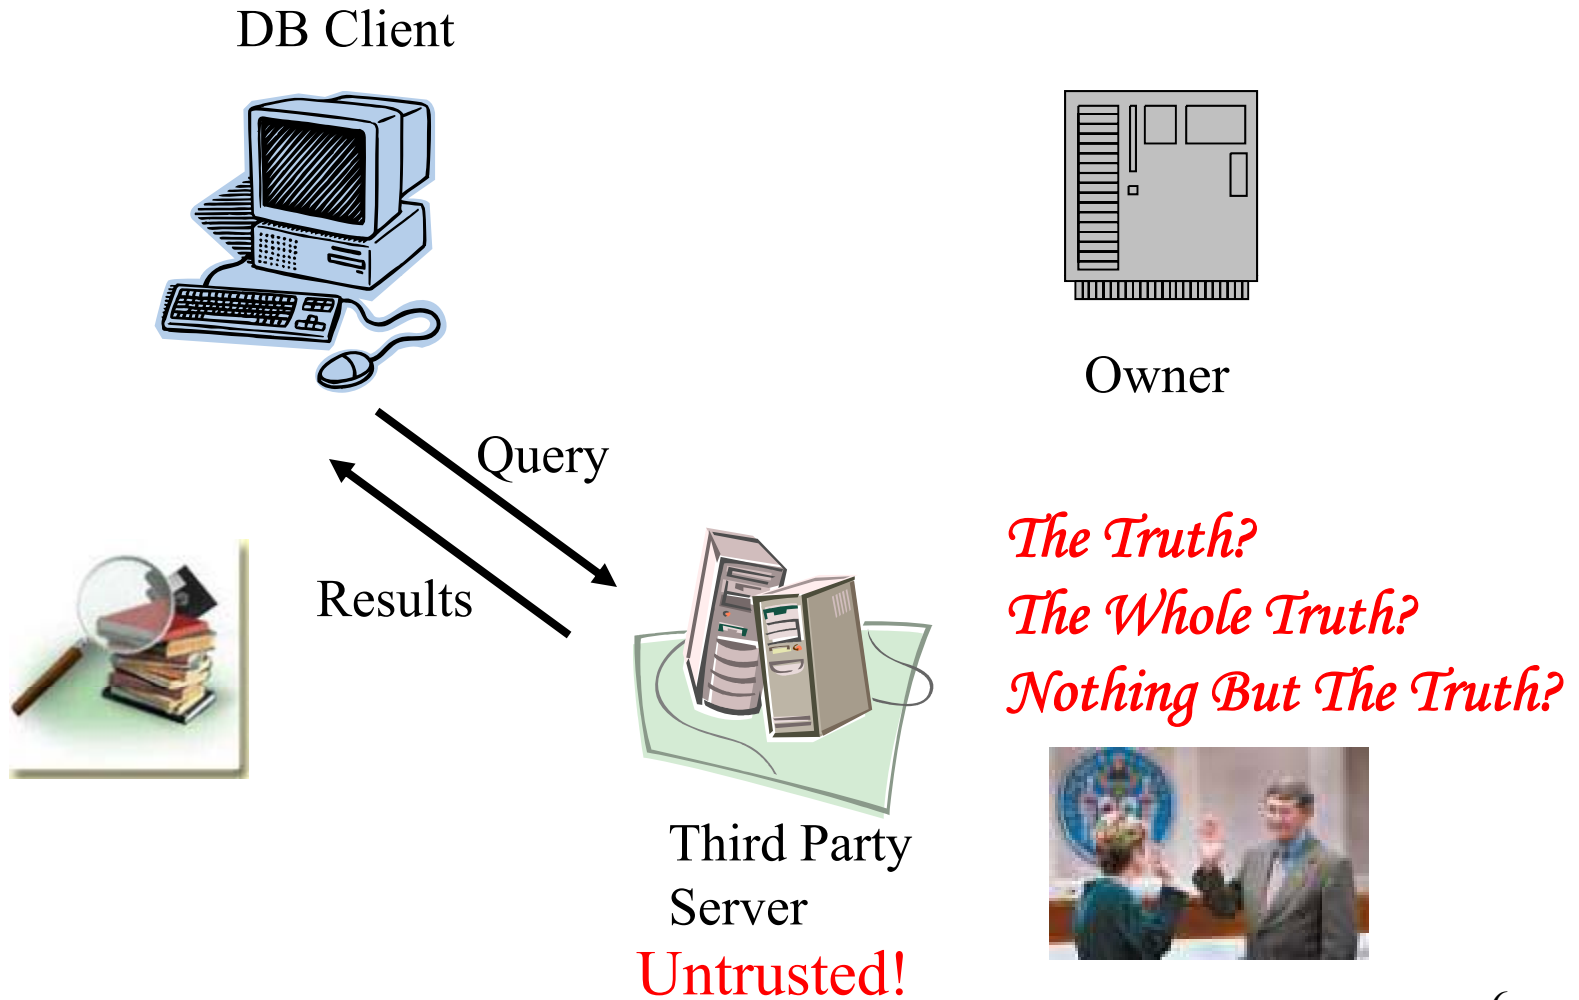 DB Client
Owner
Query
Results
The Truth?
The Whole Truth?
Nothing But The Truth?
Third Party
Server
Untrusted!